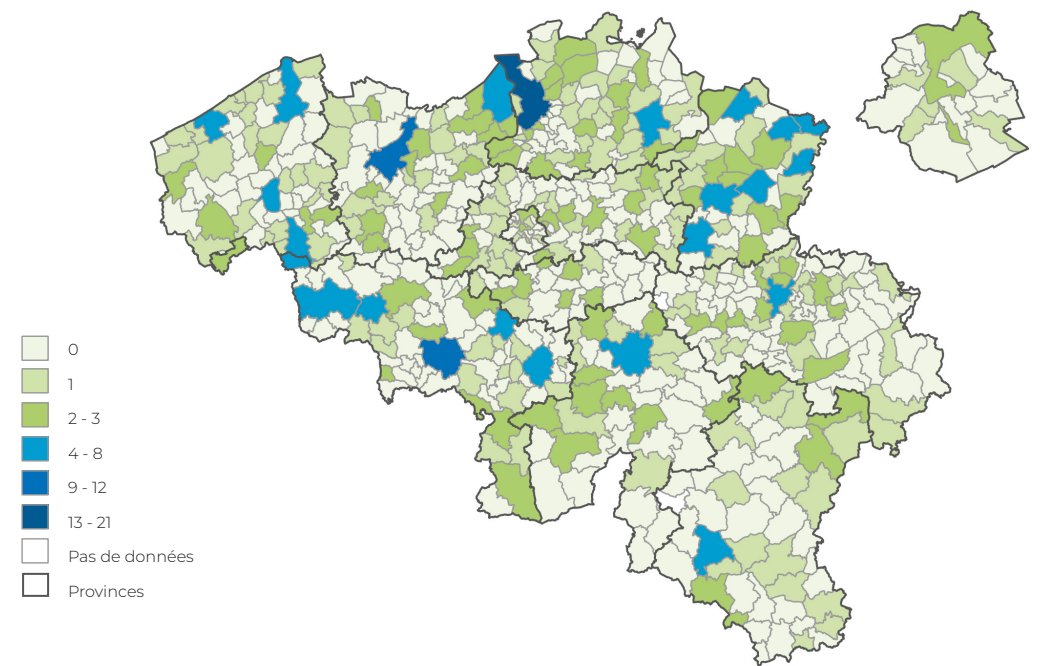 0
1
2 - 3
4 - 8
9 - 12
13 - 21
Pas de données
Provinces